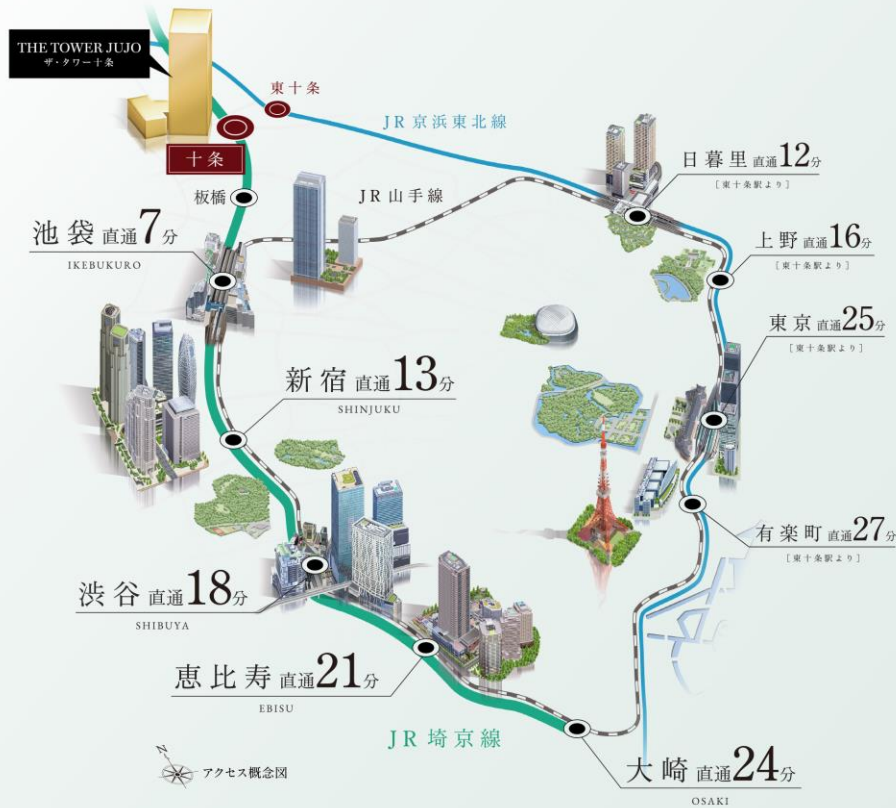 THE TOWER JUJO
ザ・タワー十条
東十条
JR京浜東北線
十条
板橋
JR山手線
日暮里 直通12分
[東十条駅より]
池袋 直通7分
IKEBUKURO
上野 直通16分
[東十条駅より]
東京 直通25分
[東十条駅より]
新宿 直通13分
SHINJUKU
有楽町 直通27分
[東十条駅より]
渋谷 直通18分
SHIBUYA
恵比寿 直通21分
EBISU
JR埼京線
大崎 直通24分
OSAKI
N
アクセス概念図